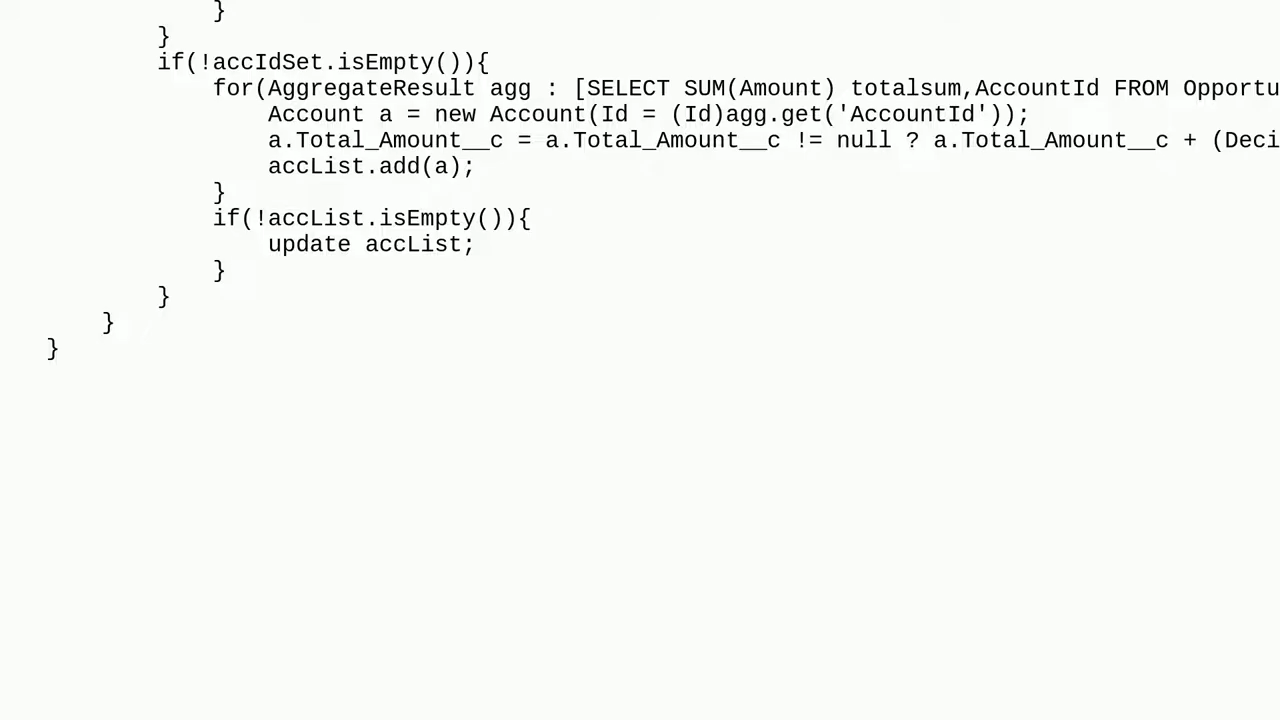 }
}
if(!accIdSet.isEmpty()){
for(AggregateResult agg : [SELECT SUM(Amount) totalsum,AccountId FROM Opportu
Account a = new Account(Id = (Id)agg.get('AccountId'));
a.Total_Amount__c = a.Total_Amount__c != null ? a.Total_Amount__c + (Deci
accList.add(a);
}
if(!accList.isEmpty()){
update accList;
}
}
}
}